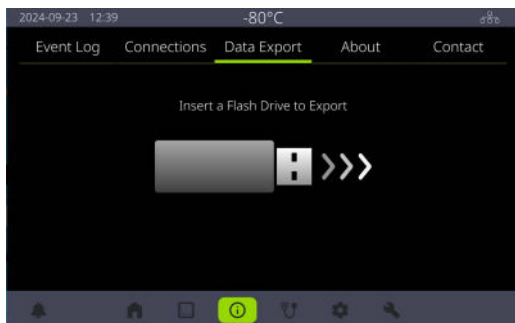 2024-09-23 12:39 -80°C
Event Log Connections Data Export About Contact
Insert a Flash Drive to Export